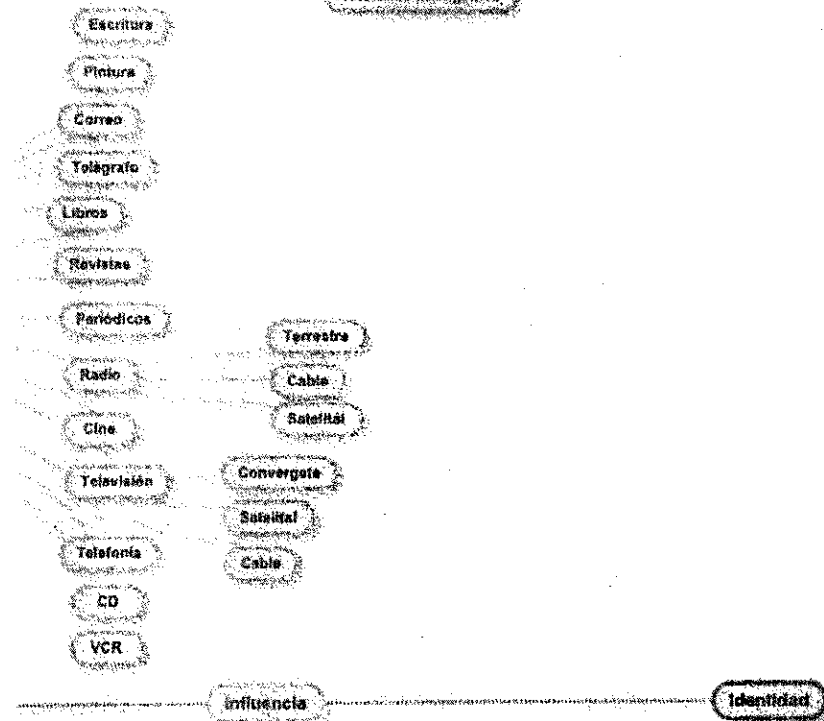 Escritura
Pintura
Correo
Telégrafo
Libros
Revistas
Periódicos
Terrestre
Radio
Cable
Satelital
Cine
Convergete
Televisión
Satelital
Telefonía
Cable
CD
VCR
Influencia
Identidad